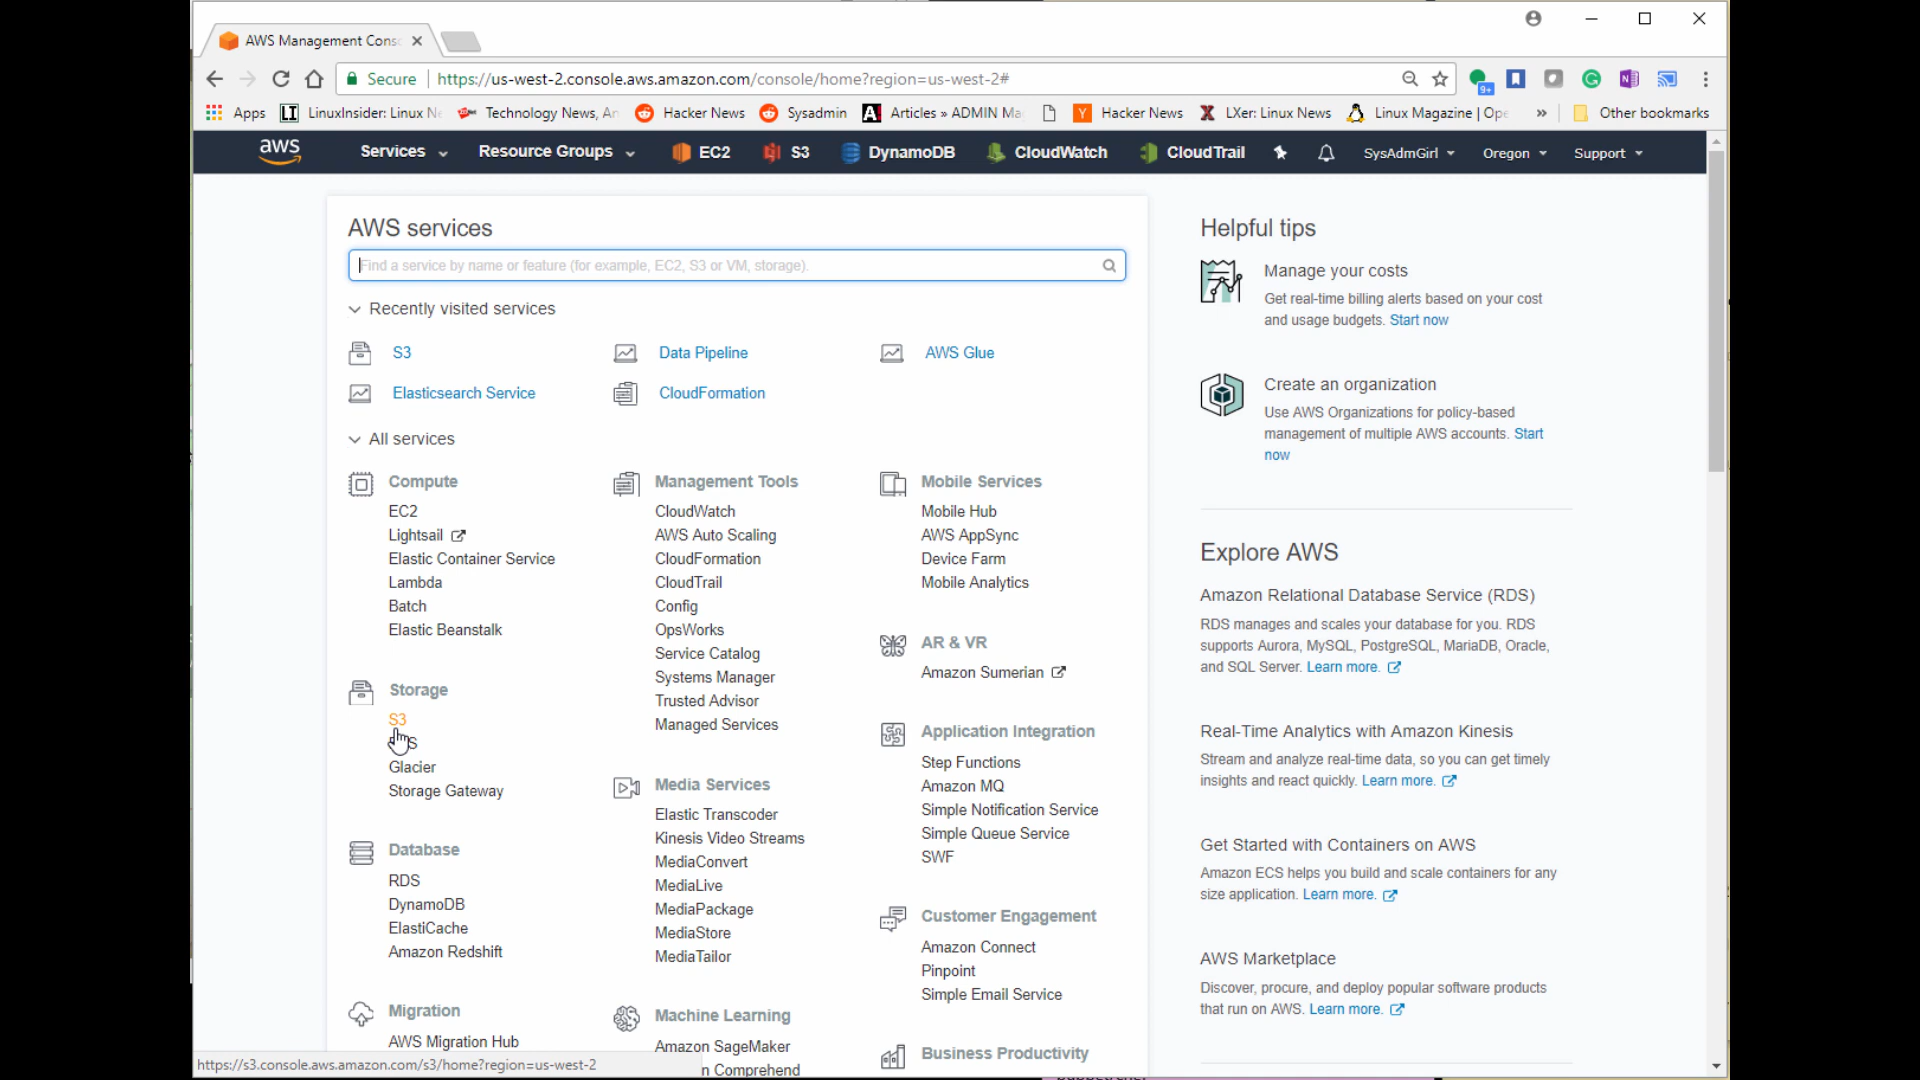 AWS Management Cons
Secure
https://us-west-2.console.aws.amazon.com/console/home?region=us-west-2#
9+
Apps
LinuxInsider: Linux Ne
Technology News, An
Hacker News
Sysadmin
Articles » ADMIN Ma
Hacker News
LXer: Linux News
Linux Magazine | Ope
»
Other bookmarks
aws
Services
Resource Groups
EC2
S3
DynamoDB
CloudWatch
CloudTrail
SysAdmGirl
Oregon
Support
AWS services
Find a service by name or feature (for example, EC2, S3 or VM, storage).
Recently visited services
S3
Data Pipeline
AWS Glue
Elasticsearch Service
CloudFormation
All services
Compute
EC2
Lightsail
Elastic Container Service
Lambda
Batch
Elastic Beanstalk
Storage
S3
Glacier
Storage Gateway
Database
RDS
DynamoDB
ElastiCache
Amazon Redshift
Migration
AWS Migration Hub
Management Tools
CloudWatch
AWS Auto Scaling
CloudFormation
CloudTrail
Config
OpsWorks
Service Catalog
Systems Manager
Trusted Advisor
Managed Services
Media Services
Elastic Transcoder
Kinesis Video Streams
MediaConvert
MediaLive
MediaPackage
MediaStore
MediaTailor
Machine Learning
Amazon SageMaker
n Comprehend
Mobile Services
Mobile Hub
AWS AppSync
Device Farm
Mobile Analytics
AR & VR
Amazon Sumerian
Application Integration
Step Functions
Amazon MQ
Simple Notification Service
Simple Queue Service
SWF
Customer Engagement
Amazon Connect
Pinpoint
Simple Email Service
Business Productivity
Helpful tips
Manage your costs
Get real-time billing alerts based on your cost
and usage budgets. Start now
Create an organization
Use AWS Organizations for policy-based
management of multiple AWS accounts. Start
now
Explore AWS
Amazon Relational Database Service (RDS)
RDS manages and scales your database for you. RDS
supports Aurora, MySQL, PostgreSQL, MariaDB, Oracle,
and SQL Server. Learn more.
Real-Time Analytics with Amazon Kinesis
Stream and analyze real-time data, so you can get timely
insights and react quickly. Learn more.
Get Started with Containers on AWS
Amazon ECS helps you build and scale containers for any
size application. Learn more.
AWS Marketplace
Discover, procure, and deploy popular software products
that run on AWS. Learn more.
https://s3.console.aws.amazon.com/s3/home?region=us-west-2